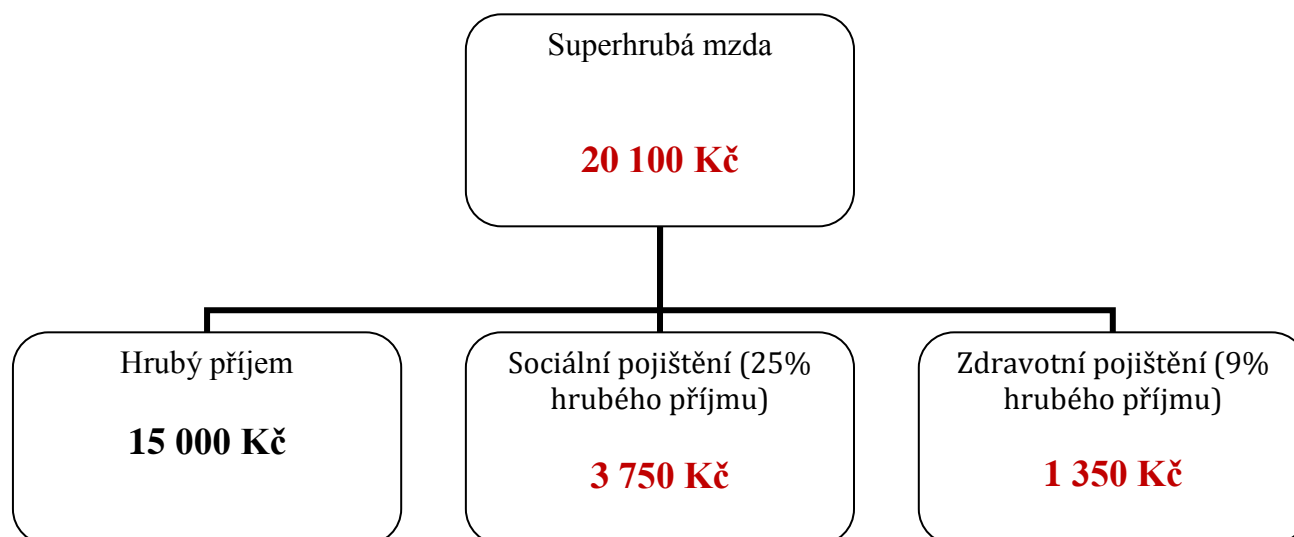 Superhrubá mzda
20 100 Kč
Hrubý příjem
15 000 Kč
Sociální pojištění (25%
hrubého příjmu)
3 750 Kč
Zdravotní pojištění (9%
hrubého příjmu)
1 350 Kč